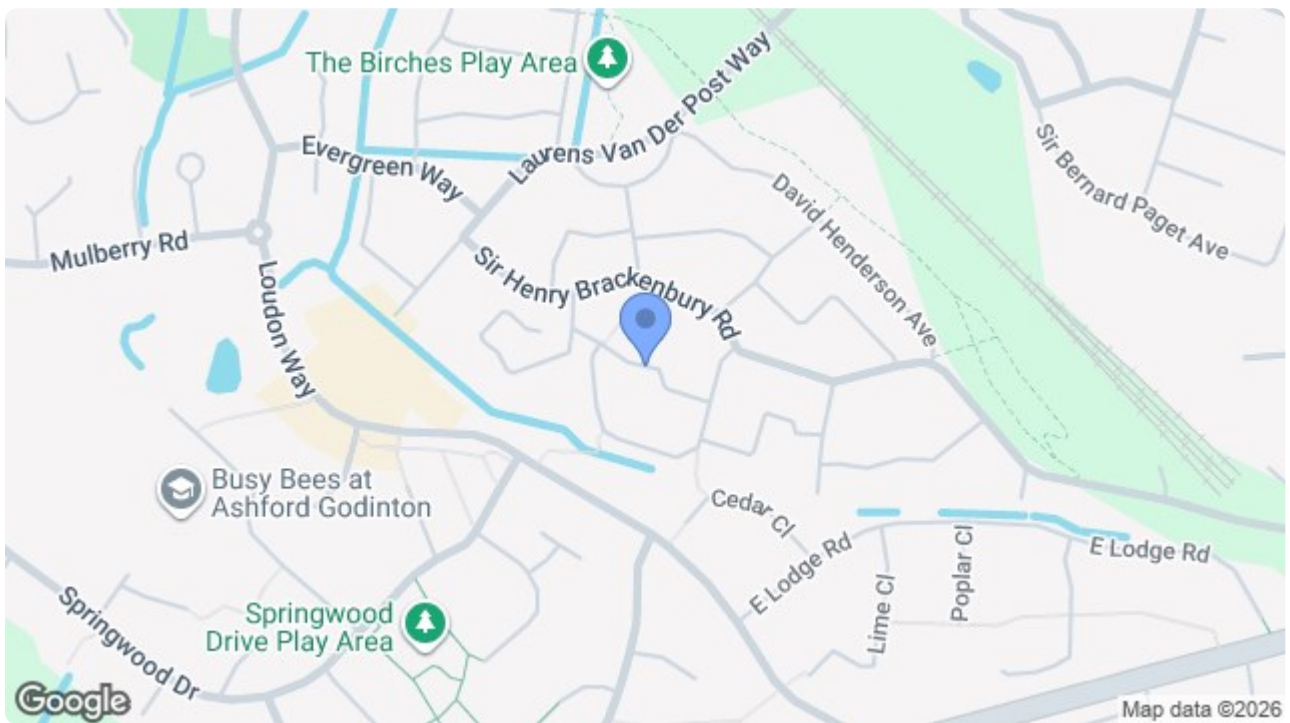 The Birches Play Area
Laurens Van Der Post Way
Evergreen Way
Sir Bernard Paget Ave
David Henderson Ave
Mulberry Rd
Sir Henry Brackenbury Rd
Loudon Way
Busy Bees at
Ashford Godinton
Cedar Cl
E Lodge Rd
Poplar Cl
E Lodge Rd
Lime Cl
Springwood
Drive Play Area
Springwood Dr
Google
Map data ©2026